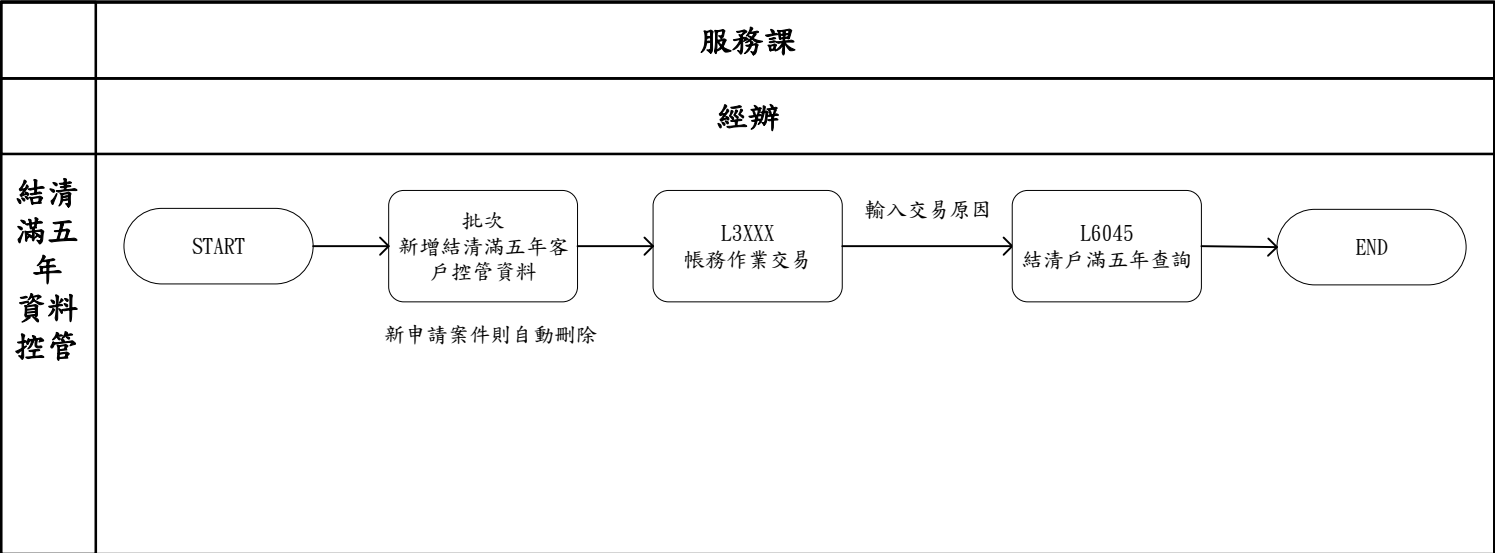 服務課
經辦
結清
滿五
年
資料
控管
START
批次
新增結清滿五年客
戶控管資料
新申請案件則自動刪除
L3XXX
帳務作業交易
輸入交易原因
L6045
結清戶滿五年查詢
END